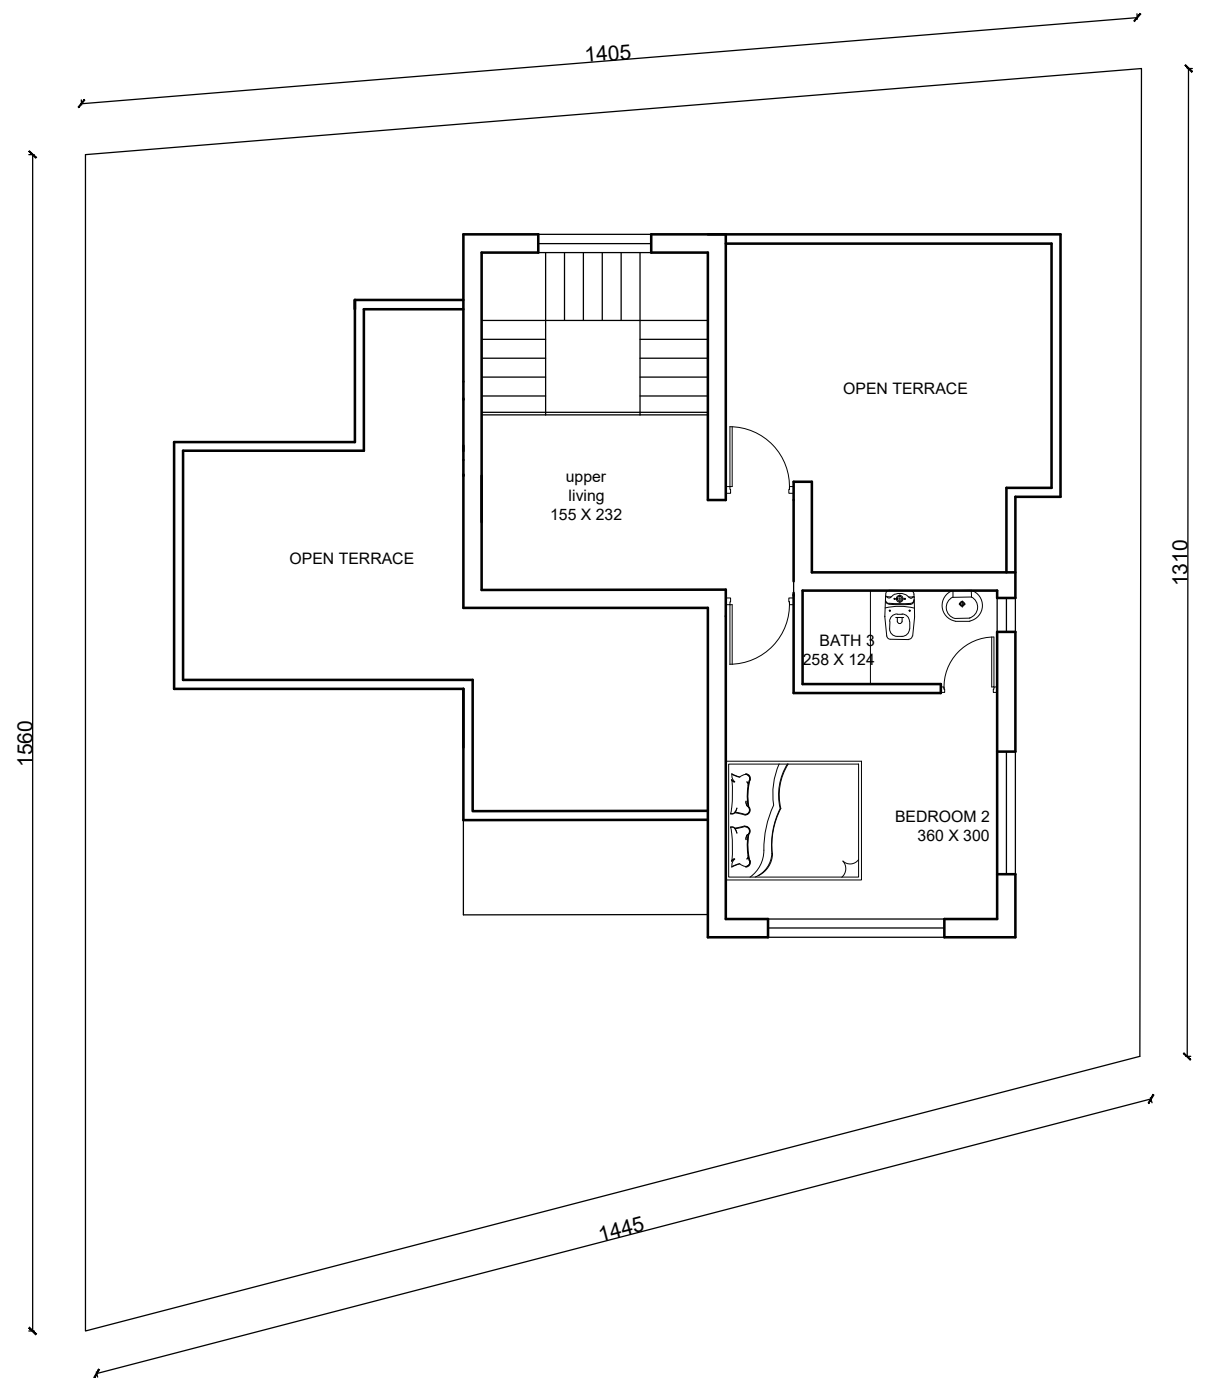 1405
OPEN TERRACE
upper
living
155 X 232
OPEN TERRACE
1310
BATH 3
258 X 124
1560
BEDROOM 2
360 X 300
1445